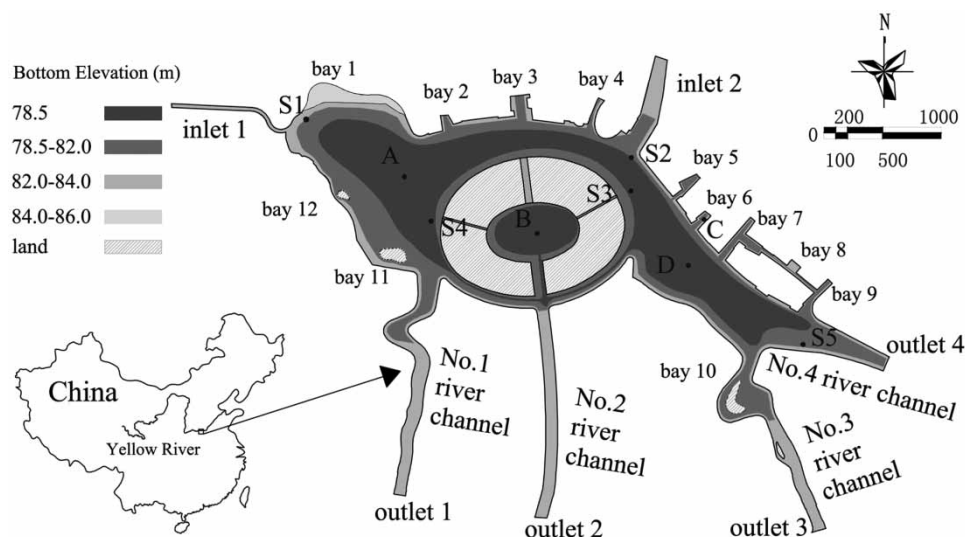 Bottom Elevation (m)
78.5
78.5-82.0
82.0-84.0
84.0-86.0
land
N
200 1000
0
100 500
inlet 1
S1
bay 1
bay 2
bay 3
bay 4
inlet 2
S2
bay 5
bay 6
C
bay 7
bay 8
bay 9
A
S3
B
S4
D
S5
bay 12
bay 11
outlet 4
bay 10
No.4 river channel
No.1
river
channel
No.2
river
channel
No.3
river
channel
China
Yellow River
outlet 1
outlet 2
outlet 3